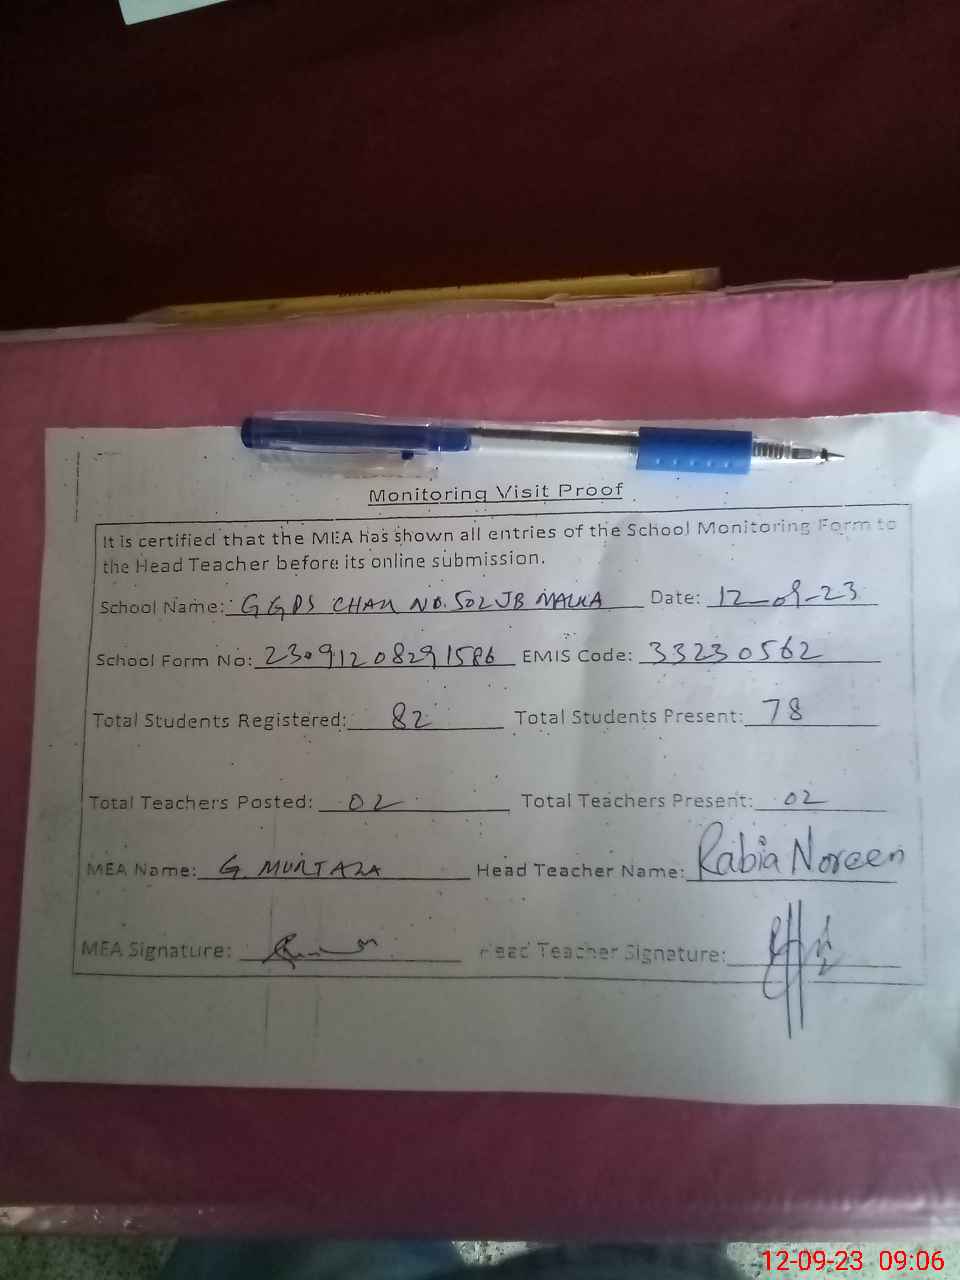 Monitoring Visit Proof
It is certified that the MEA has shown all entries of the School Monitoring Form to
the Head Teacher before its online submission.
School Name: GGPS CHAK NO. 502 JB MALKA Date: 12-09-23
School Form No: 23091208291586 EMIS Code: 33230562
Total Students Registered: 82 Total Students Present: 78
Total Teachers Posted: 02 Total Teachers Present: 02
MEA Name: G MURTAZA Head Teacher Name: Rabia Noreen
MEA Signature: Head Teacher Signature:
12-09-23 09:06